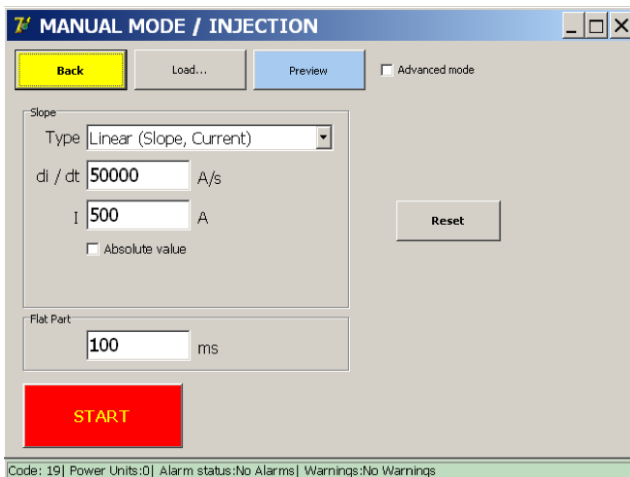 MANUAL MODE / INJECTION
Back Load... Preview Advanced mode
Slope
Type Linear (Slope, Current)
di / dt 50000 A/s
I 500 A
Reset
Absolute value
Flat Part
100 ms
START
Code: 19| Power Units:0| Alarm status:No Alarms| Warnings:No Warnings